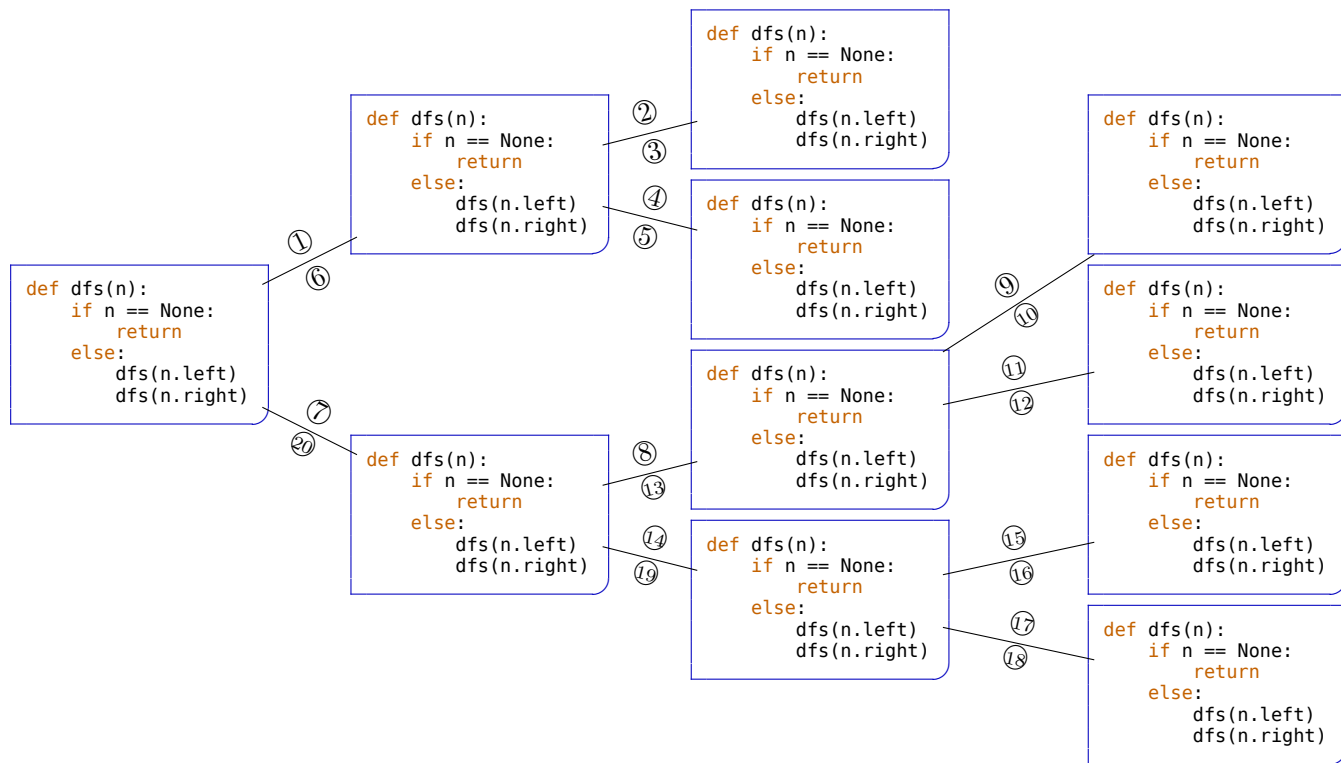 def dfs(n):
    if n == None:
        return
    else:
        dfs(n.left)
        dfs(n.right)
①
⑥
⑦
⑳
def dfs(n):
    if n == None:
        return
    else:
        dfs(n.left)
        dfs(n.right)
②
③
④
⑤
def dfs(n):
    if n == None:
        return
    else:
        dfs(n.left)
        dfs(n.right)
⑧
⑬
⑭
⑲
def dfs(n):
    if n == None:
        return
    else:
        dfs(n.left)
        dfs(n.right)
def dfs(n):
    if n == None:
        return
    else:
        dfs(n.left)
        dfs(n.right)
def dfs(n):
    if n == None:
        return
    else:
        dfs(n.left)
        dfs(n.right)
⑨
⑩
⑪
⑫
def dfs(n):
    if n == None:
        return
    else:
        dfs(n.left)
        dfs(n.right)
⑮
⑯
⑰
⑱
def dfs(n):
    if n == None:
        return
    else:
        dfs(n.left)
        dfs(n.right)
def dfs(n):
    if n == None:
        return
    else:
        dfs(n.left)
        dfs(n.right)
def dfs(n):
    if n == None:
        return
    else:
        dfs(n.left)
        dfs(n.right)
def dfs(n):
    if n == None:
        return
    else:
        dfs(n.left)
        dfs(n.right)